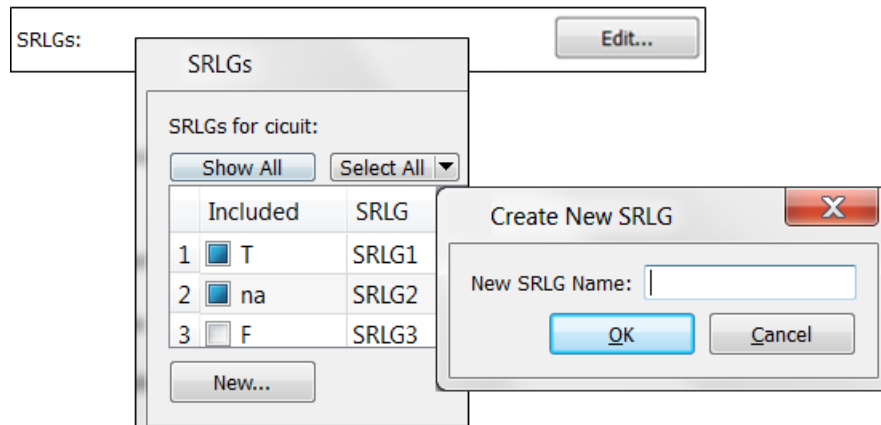 SRLGs: Edit...
SRLGs
SRLGs for cicuit:
Show All Select All
Included SRLG
1 T SRLG1
2 na SRLG2
3 F SRLG3
New...
Create New SRLG
New SRLG Name:
OK Cancel